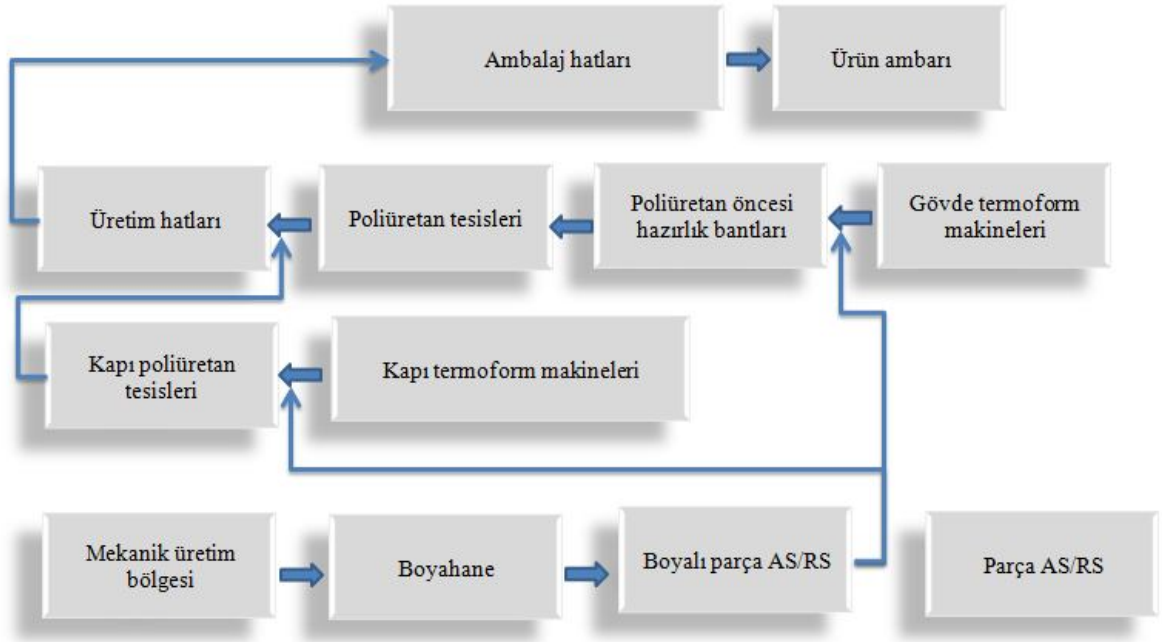 Ambalaj hatları
Ürün ambarı
Üretim hatları
Poliüretan tesisleri
Poliüretan öncesi
hazırlık bantları
Gövde termoform
makineleri
Kapı poliüretan
tesisleri
Kapı termoform makineleri
Mekanik üretim
bölgesi
Boyahane
Boyalı parça AS/RS
Parça AS/RS